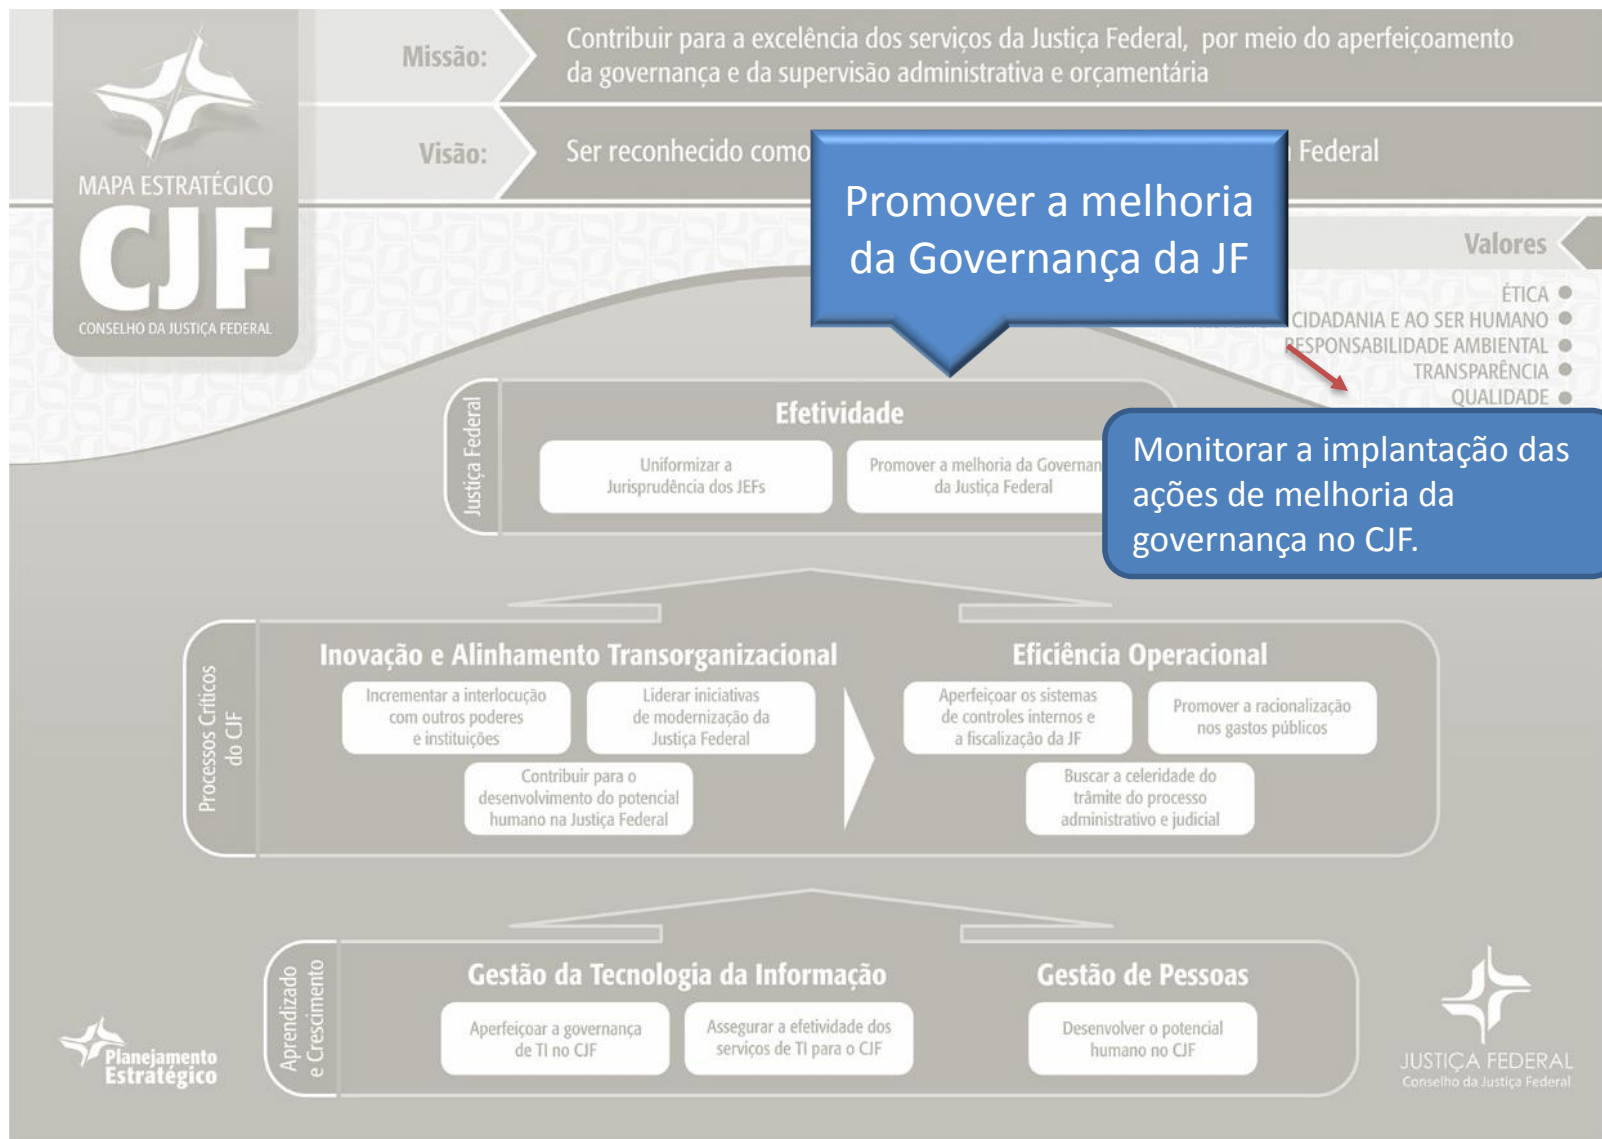 MAPA ESTRATÉGICO
CJF
CONSELHO DA JUSTIÇA FEDERAL
Missão:
Contribuir para a excelência dos serviços da Justiça Federal, por meio do aperfeiçoamento
da governança e da supervisão administrativa e orçamentária
Visão:
Ser reconhecido como
Federal
Promover a melhoria
da Governança da JF
Valores
ÉTICA
CIDADANIA E AO SER HUMANO
RESPONSABILIDADE AMBIENTAL
TRANSPARÊNCIA
QUALIDADE
Monitorar a implantação das
ações de melhoria da
governança no CJF.
Justiça Federal
Efetividade
Uniformizar a
Jurisprudência dos JEFs
Promover a melhoria da
da Justiça Federal
Processos Críticos
do CJF
Inovação e Alinhamento Transorganizacional
Incrementar a interlocução
com outros poderes
e instituições
Liderar iniciativas
de modernização da
Justiça Federal
Contribuir para o
desenvolvimento do potencial
humano na Justiça Federal
Eficiência Operacional
Aperfeiçoar os sistemas
de controles internos e
a fiscalização da JF
Promover a racionalização
nos gastos públicos
Buscar a celeridade do
trâmite do processo
administrativo e judicial
Aprendizado
e Crescimento
Gestão da Tecnologia da Informação
Aperfeiçoar a governança
de TI no CJF
Assegurar a efetividade dos
serviços de TI para o CJF
Gestão de Pessoas
Desenvolver o potencial
humano no CJF
Planejamento
Estratégico
JUSTIÇA FEDERAL
Conselho da Justiça Federal